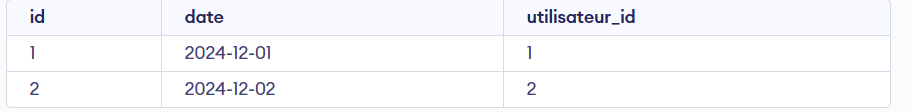 id date utilisateur_id
1 2024-12-01 1
2 2024-12-02 2